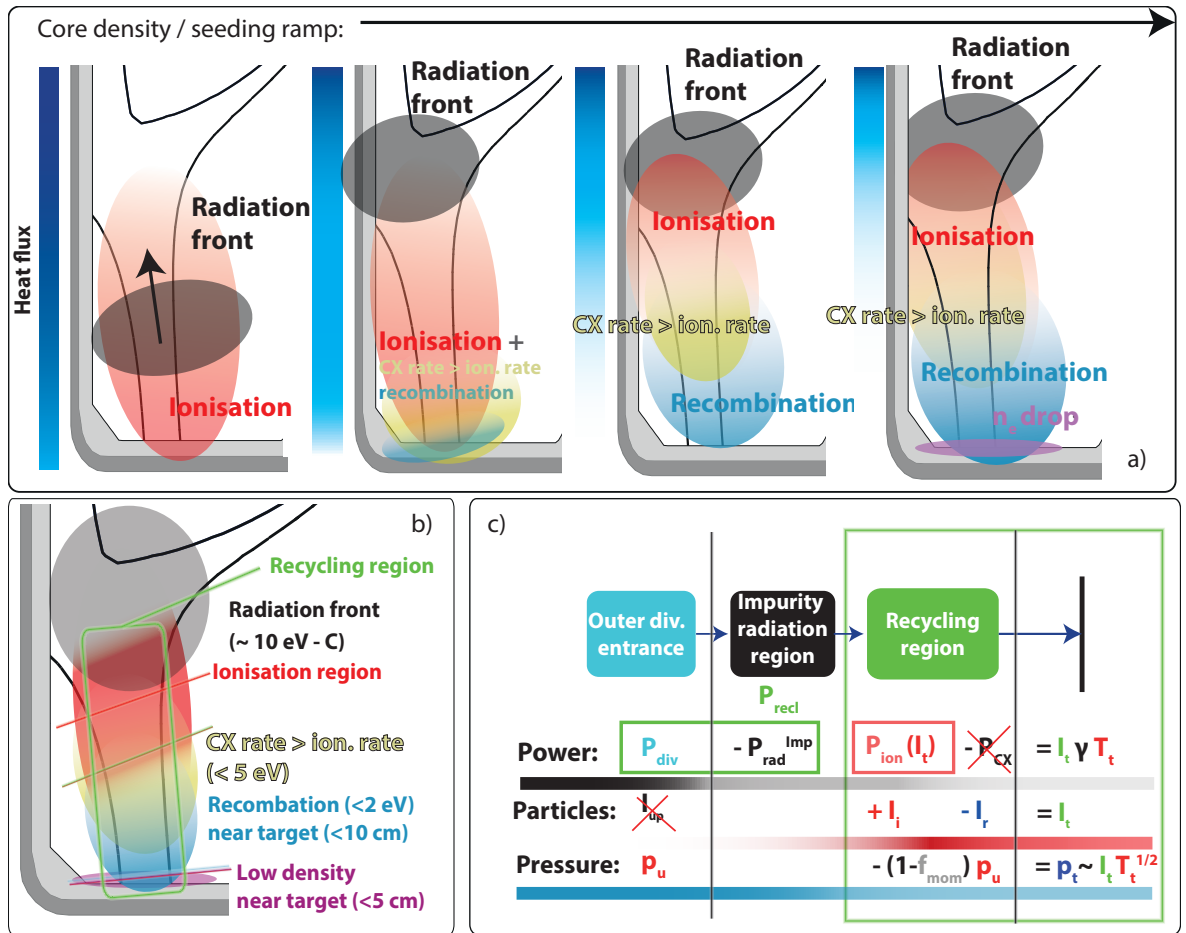 Core density / seeding ramp:
Heat flux
Radiation
front
Ionisation
Radiation
front
Ionisation +
CX rate > ion. rate
recombination
Radiation
front
Ionisation
CX rate > ion. rate
Recombination
Radiation
front
Ionisation
CX rate > ion. rate
Recombination
nₑ drop
a)
b)
Recycling region
Radiation front
(~ 10 eV - C)
Ionisation region
CX rate > ion. rate
(< 5 eV)
Recombation (<2 eV)
near target (<10 cm)
Low density
near target (<5 cm)
c)
Outer div.
entrance
Impurity
radiation
region
Recycling
region
P_recl
Power: P_div - P_rad^Imp P_ion (I_t) - P_CX = I_t γ T_t
Particles: I_up + I_i - I_r = I_t
Pressure: p_u - (1-f_mom) p_u = p_t ~ I_t T_t^1/2